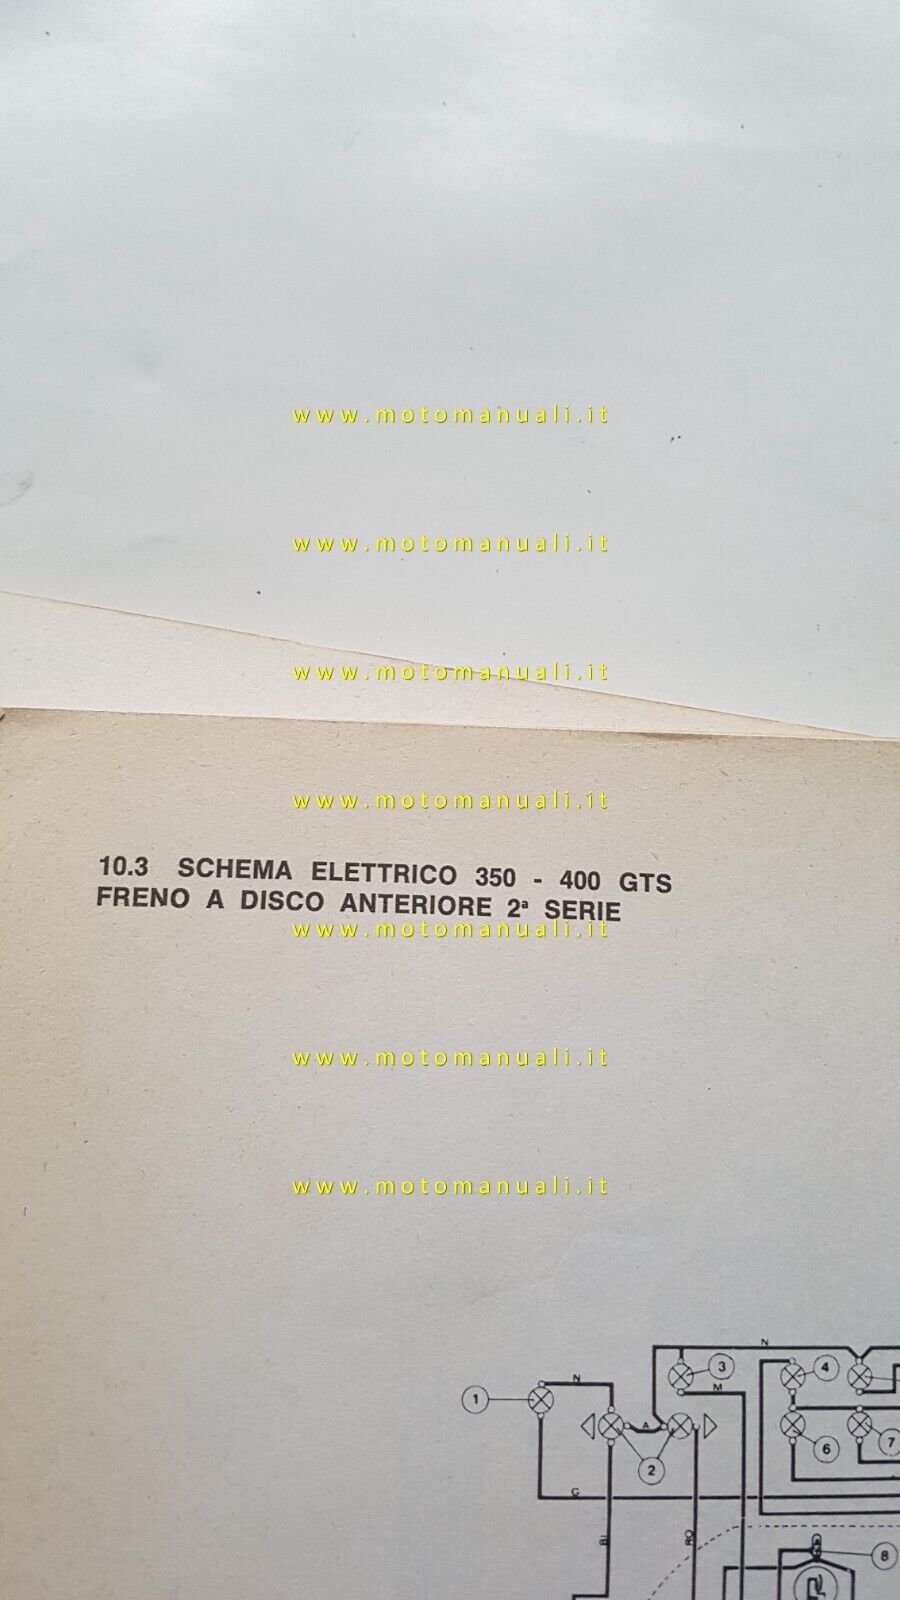 www.motomanuali.it
www.motomanuali.it
www.motomanuali.it
www.motomanuali.it
10.3 SCHEMA ELETTRICO 350 - 400 GTS
FRENO A DISCO ANTERIORE 2ª SERIE
www.motomanuali.it
www.motomanuali.it
www.motomanuali.it
N
3
4
N
M
1
A
6
7
2
G
BL
RO
8